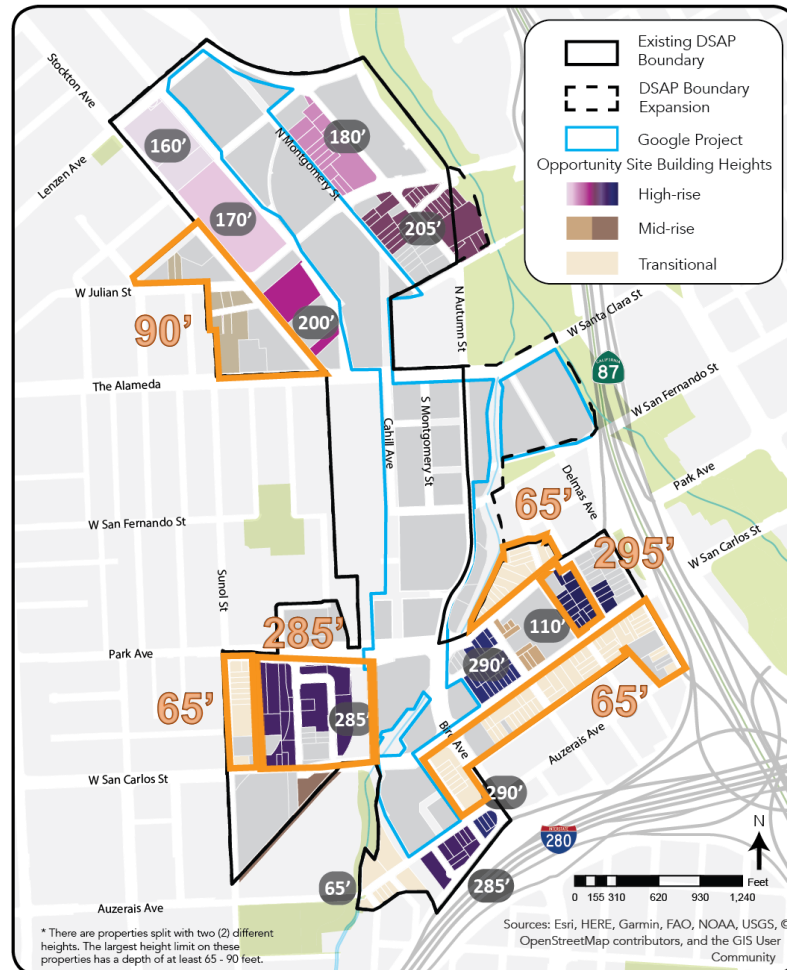 Existing DSAP
Boundary
DSAP Boundary
Expansion
Google Project
Opportunity Site Building Heights
High-rise
Mid-rise
Transitional
Stockton Ave
Lenzen Ave
160'
170'
180'
N Montgomery St
205'
W Julian St
90'
200'
N Autumn St
W Santa Clara St
CALIFORNIA
87
The Alameda
W San Fernando St
S Montgomery St
Cahill Ave
Park Ave
Delmas Ave
65'
W San Fernando St
W San Carlos St
295'
Sunol St
285'
110'
Park Ave
290'
65'
285'
65'
Bird Ave
Auzerais Ave
W San Carlos St
290'
280
N
65'
285'
Feet
0 155 310 620 930 1,240
Auzerais Ave
* There are properties split with two (2) different
heights. The largest height limit on these
properties has a depth of at least 65 - 90 feet.
Sources: Esri, HERE, Garmin, FAO, NOAA, USGS, ©
OpenStreetMap contributors, and the GIS User
Community